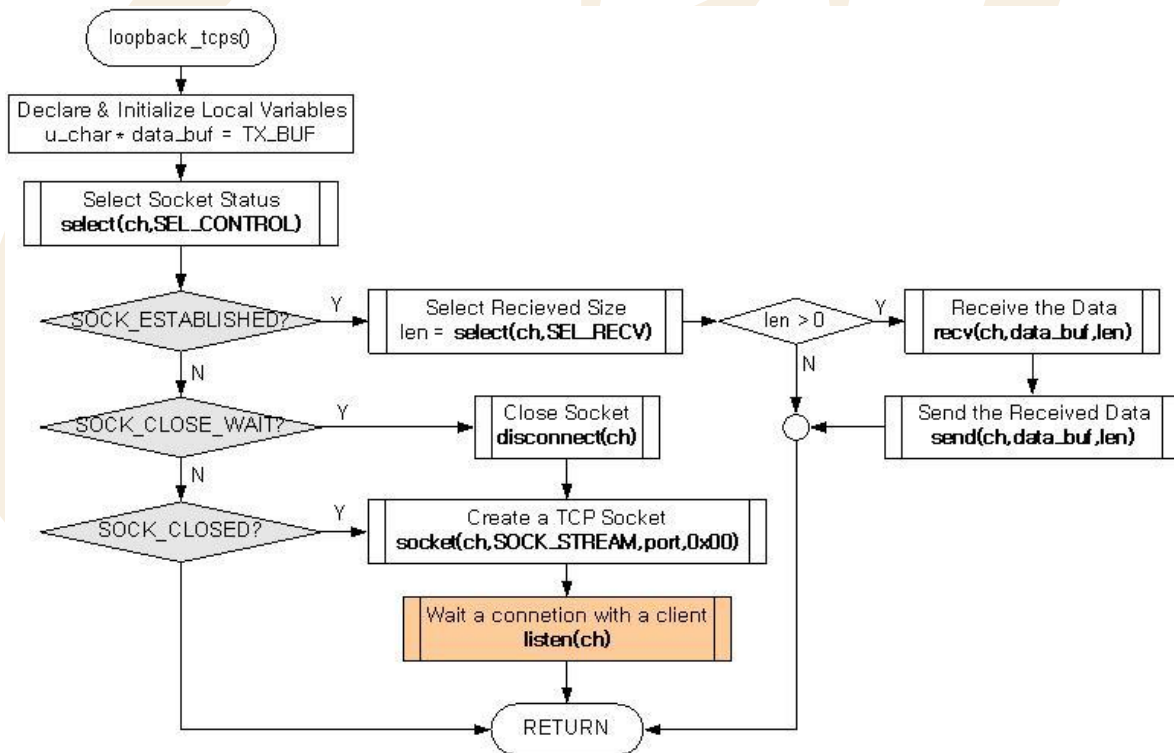 loopback_tcps()
Declare & Initialize Local Variables
u_char * data_buf = TX_BUF
Select Socket Status
select(ch,SEL_CONTROL)
SOCK_ESTABLISHED?
Y
Select Recieved Size
len = select(ch,SEL_RECV)
len > 0
Y
Receive the Data
recv(ch,data_buf,len)
N
N
SOCK_CLOSE_WAIT?
Y
Close Socket
disconnect(ch)
Send the Received Data
send(ch,data_buf,len)
N
SOCK_CLOSED?
Y
Create a TCP Socket
socket(ch,SOCK_STREAM,port,0x00)
Wait a connetion with a client
listen(ch)
RETURN